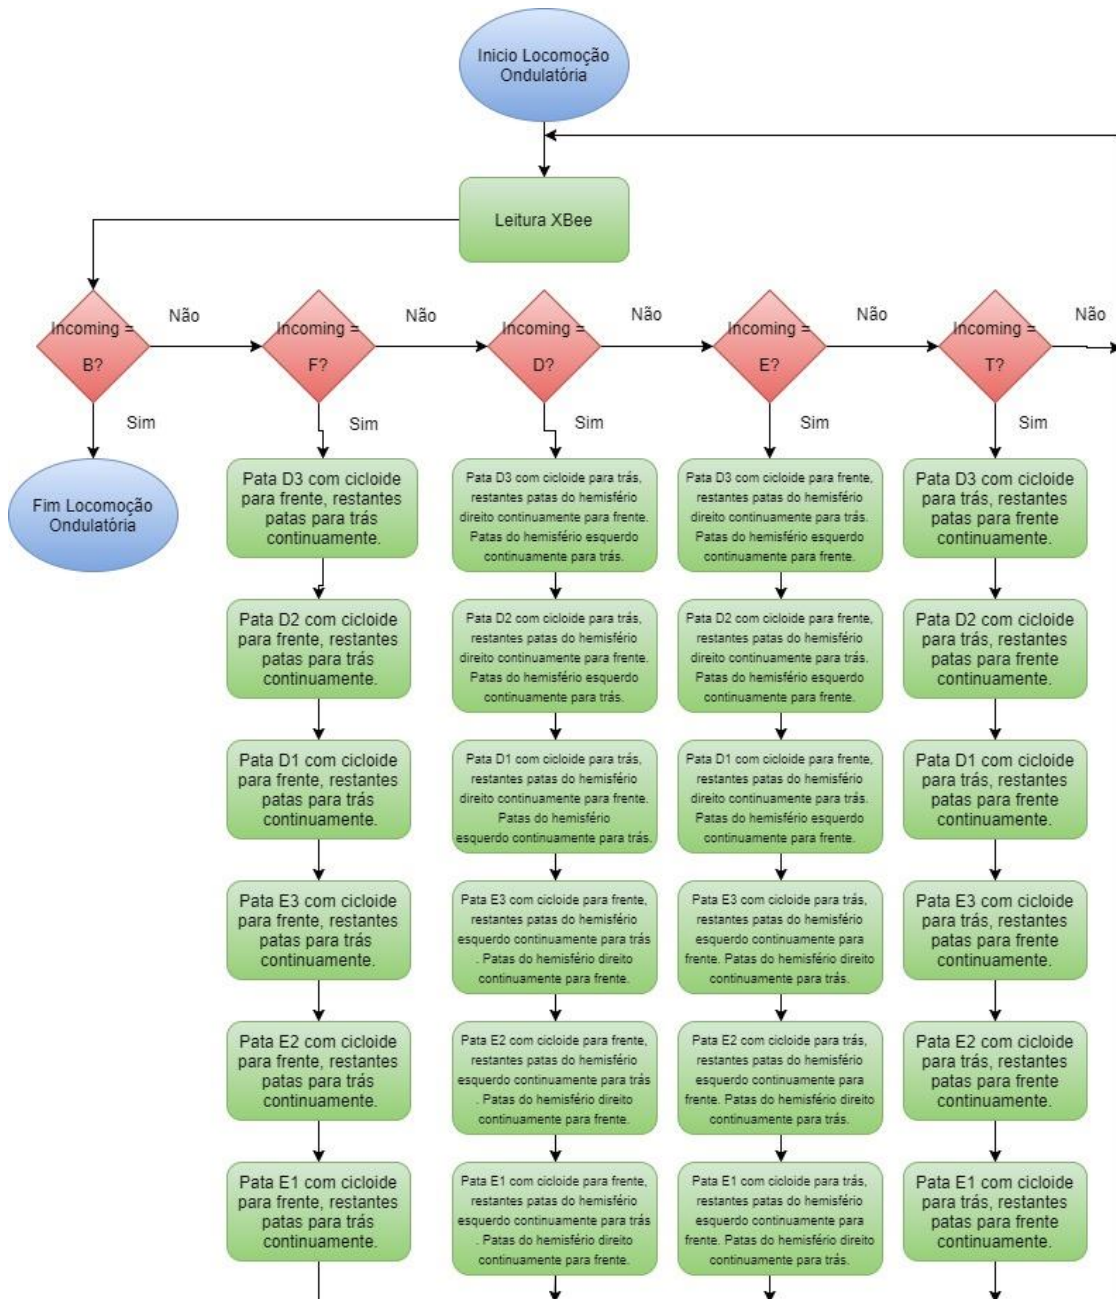 Inicio Locomoção
Ondulatória
Leitura XBee
Incoming =
B?
Não
Incoming =
F?
Não
Incoming =
D?
Não
Incoming =
E?
Não
Incoming =
T?
Não
Sim
Sim
Sim
Sim
Sim
Fim Locomoção
Ondulatória
Pata D3 com cicloide
para frente, restantes
patas para trás
continuamente.
Pata D3 com cicloide para trás,
restantes patas do hemisfério
direito continuamente para frente.
Patas do hemisfério esquerdo
continuamente para trás.
Pata D3 com cicloide para frente,
restantes patas do hemisfério
direito continuamente para trás.
Patas do hemisfério esquerdo
continuamente para frente.
Pata D3 com cicloide
para trás, restantes
patas para frente
continuamente.
Pata D2 com cicloide
para frente, restantes
patas para trás
continuamente.
Pata D2 com cicloide para trás,
restantes patas do hemisfério
direito continuamente para frente.
Patas do hemisfério esquerdo
continuamente para trás.
Pata D2 com cicloide para frente,
restantes patas do hemisfério
direito continuamente para trás.
Patas do hemisfério esquerdo
continuamente para frente.
Pata D2 com cicloide
para trás, restantes
patas para frente
continuamente.
Pata D1 com cicloide
para frente, restantes
patas para trás
continuamente.
Pata D1 com cicloide para trás,
restantes patas do hemisfério
direito continuamente para frente.
Patas do hemisfério
esquerdo continuamente para trás.
Pata D1 com cicloide para frente,
restantes patas do hemisfério
direito continuamente para trás.
Patas do hemisfério esquerdo
continuamente para frente.
Pata D1 com cicloide
para trás, restantes
patas para frente
continuamente.
Pata E3 com cicloide
para frente, restantes
patas para trás
continuamente.
Pata E3 com cicloide para frente,
restantes patas do hemisfério
esquerdo continuamente para trás
. Patas do hemisfério direito
continuamente para frente.
Pata E3 com cicloide para trás,
restantes patas do hemisfério
esquerdo continuamente para
frente. Patas do hemisfério direito
continuamente para trás.
Pata E3 com cicloide
para trás, restantes
patas para frente
continuamente.
Pata E2 com cicloide
para frente, restantes
patas para trás
continuamente.
Pata E2 com cicloide para frente,
restantes patas do hemisfério
esquerdo continuamente para trás
. Patas do hemisfério direito
continuamente para frente.
Pata E2 com cicloide para trás,
restantes patas do hemisfério
esquerdo continuamente para
frente. Patas do hemisfério direito
continuamente para trás.
Pata E2 com cicloide
para trás, restantes
patas para frente
continuamente.
Pata E1 com cicloide
para frente, restantes
patas para trás
continuamente.
Pata E1 com cicloide para frente,
restantes patas do hemisfério
esquerdo continuamente para trás
. Patas do hemisfério direito
continuamente para frente.
Pata E1 com cicloide para trás,
restantes patas do hemisfério
esquerdo continuamente para
frente. Patas do hemisfério direito
continuamente para trás.
Pata E1 com cicloide
para trás, restantes
patas para frente
continuamente.